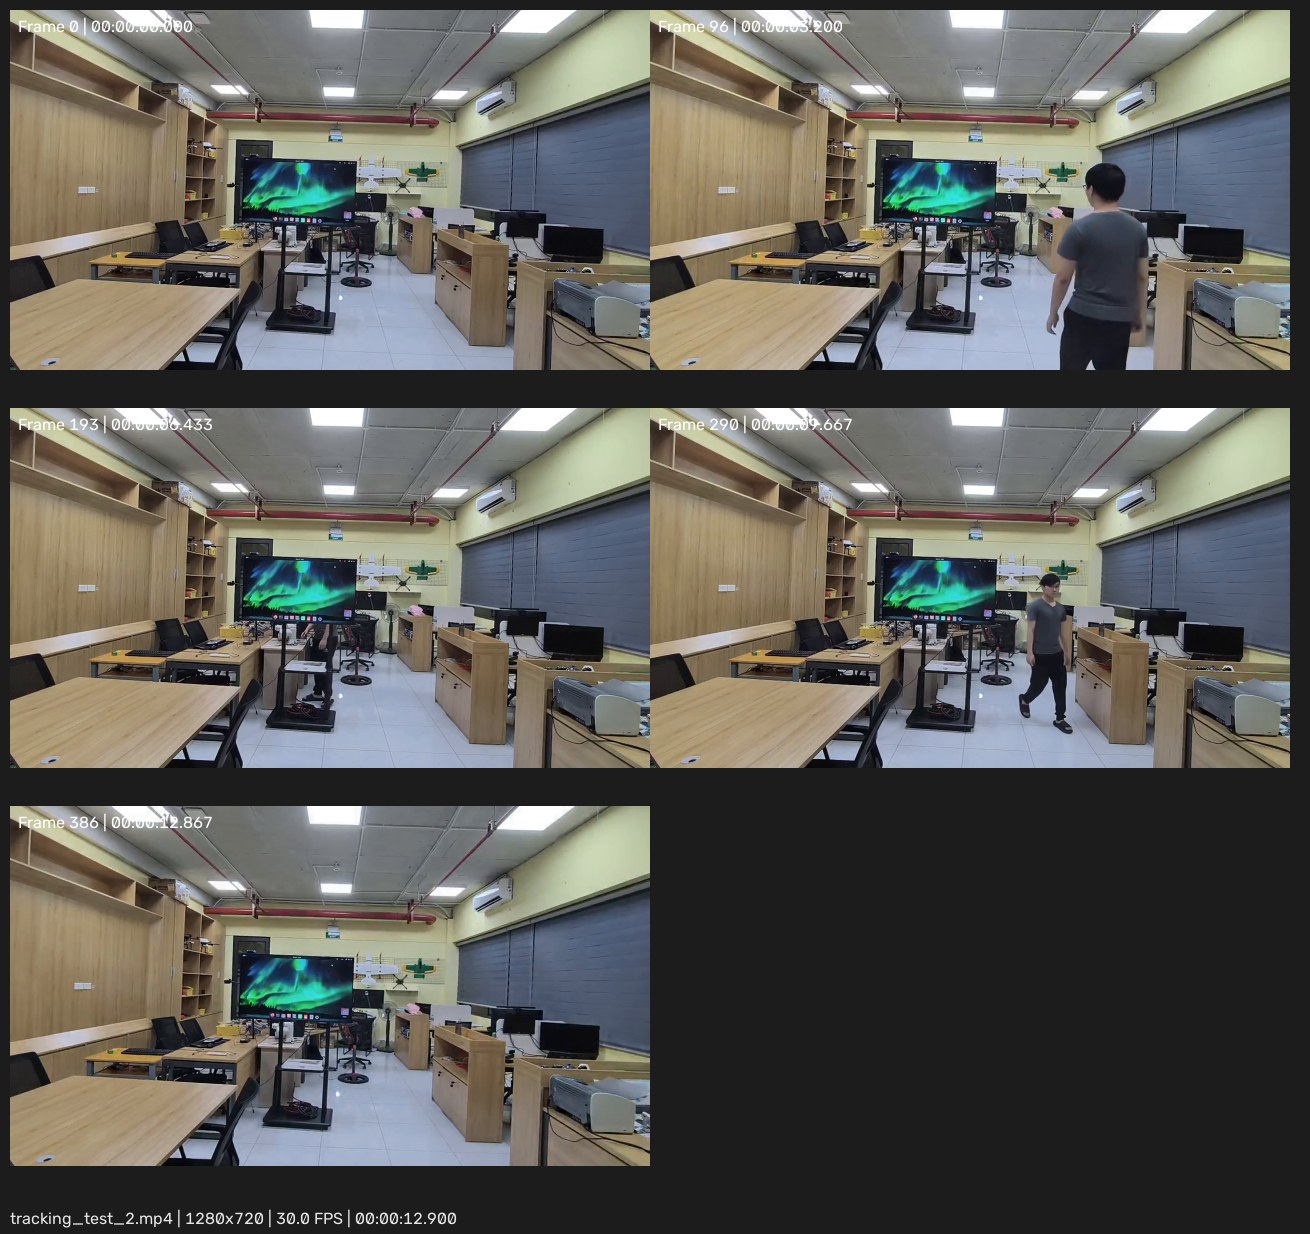 Frame 0 | 00:00:00.000
Frame 96 | 00:00:03.200
Frame 193 | 00:00:06.433
Frame 290 | 00:00:09.667
Frame 386 | 00:00:12.867
tracking_test_2.mp4 | 1280x720 | 30.0 FPS | 00:00:12.900